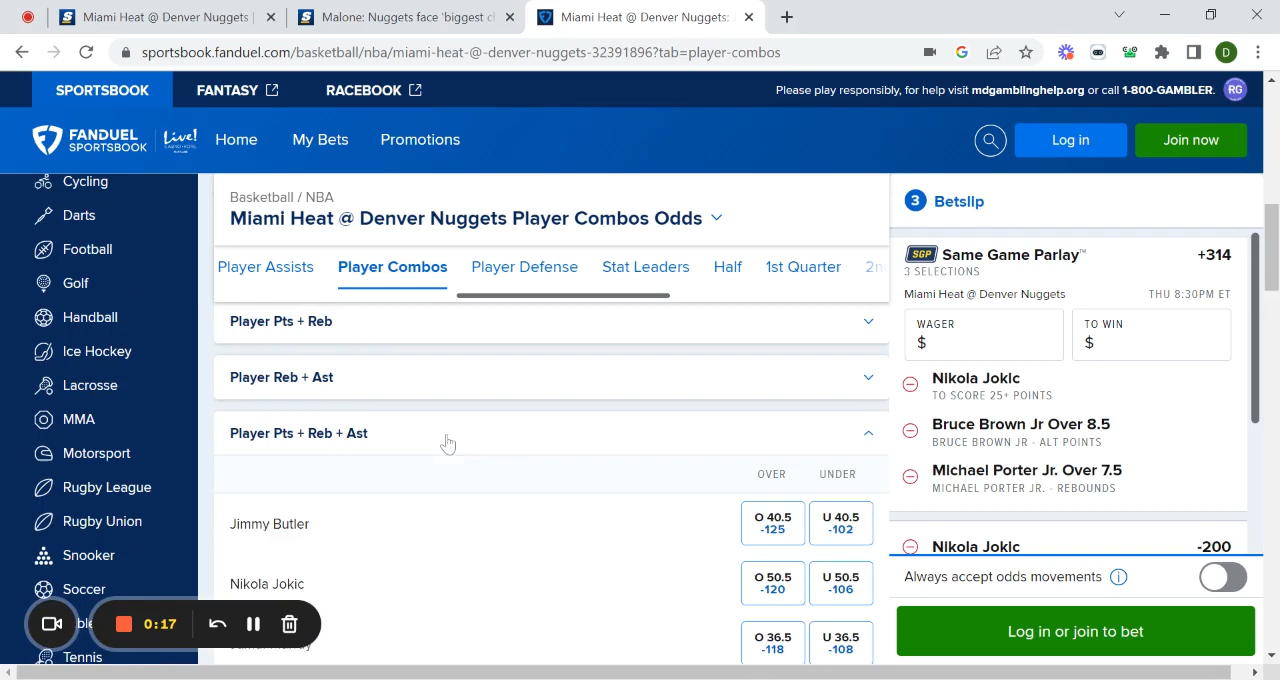 Miami Heat @ Denver Nuggets |
Malone: Nuggets face 'biggest ch
Miami Heat @ Denver Nuggets:
sportsbook.fanduel.com/basketball/nba/miami-heat-@-denver-nuggets-32391896?tab=player-combos
D
SPORTSBOOK
FANTASY
RACEBOOK
Please play responsibly, for help visit mdgamblinghelp.org or call 1-800-GAMBLER.
RG
FANDUEL
SPORTSBOOK
Live!
Home
My Bets
Promotions
Log in
Join now
Cycling
Darts
Football
Golf
Handball
Ice Hockey
Lacrosse
MMA
Motorsport
Rugby League
Rugby Union
Snooker
Soccer
Tennis
0:17
Basketball / NBA
Miami Heat @ Denver Nuggets Player Combos Odds
Player Assists
Player Combos
Player Defense
Stat Leaders
Half
1st Quarter
Player Pts + Reb
Player Reb + Ast
Player Pts + Reb + Ast
OVER
UNDER
Jimmy Butler
O 40.5
-125
U 40.5
-102
Nikola Jokic
O 50.5
-120
U 50.5
-106
O 36.5
-118
U 36.5
-108
3 Betslip
SGP Same Game Parlay™
+314
3 SELECTIONS
Miami Heat @ Denver Nuggets
THU 8:30PM ET
WAGER
$
TO WIN
$
Nikola Jokic
TO SCORE 25+ POINTS
Bruce Brown Jr Over 8.5
BRUCE BROWN JR - ALT POINTS
Michael Porter Jr. Over 7.5
MICHAEL PORTER JR. - REBOUNDS
Nikola Jokic
-200
Always accept odds movements
Log in or join to bet